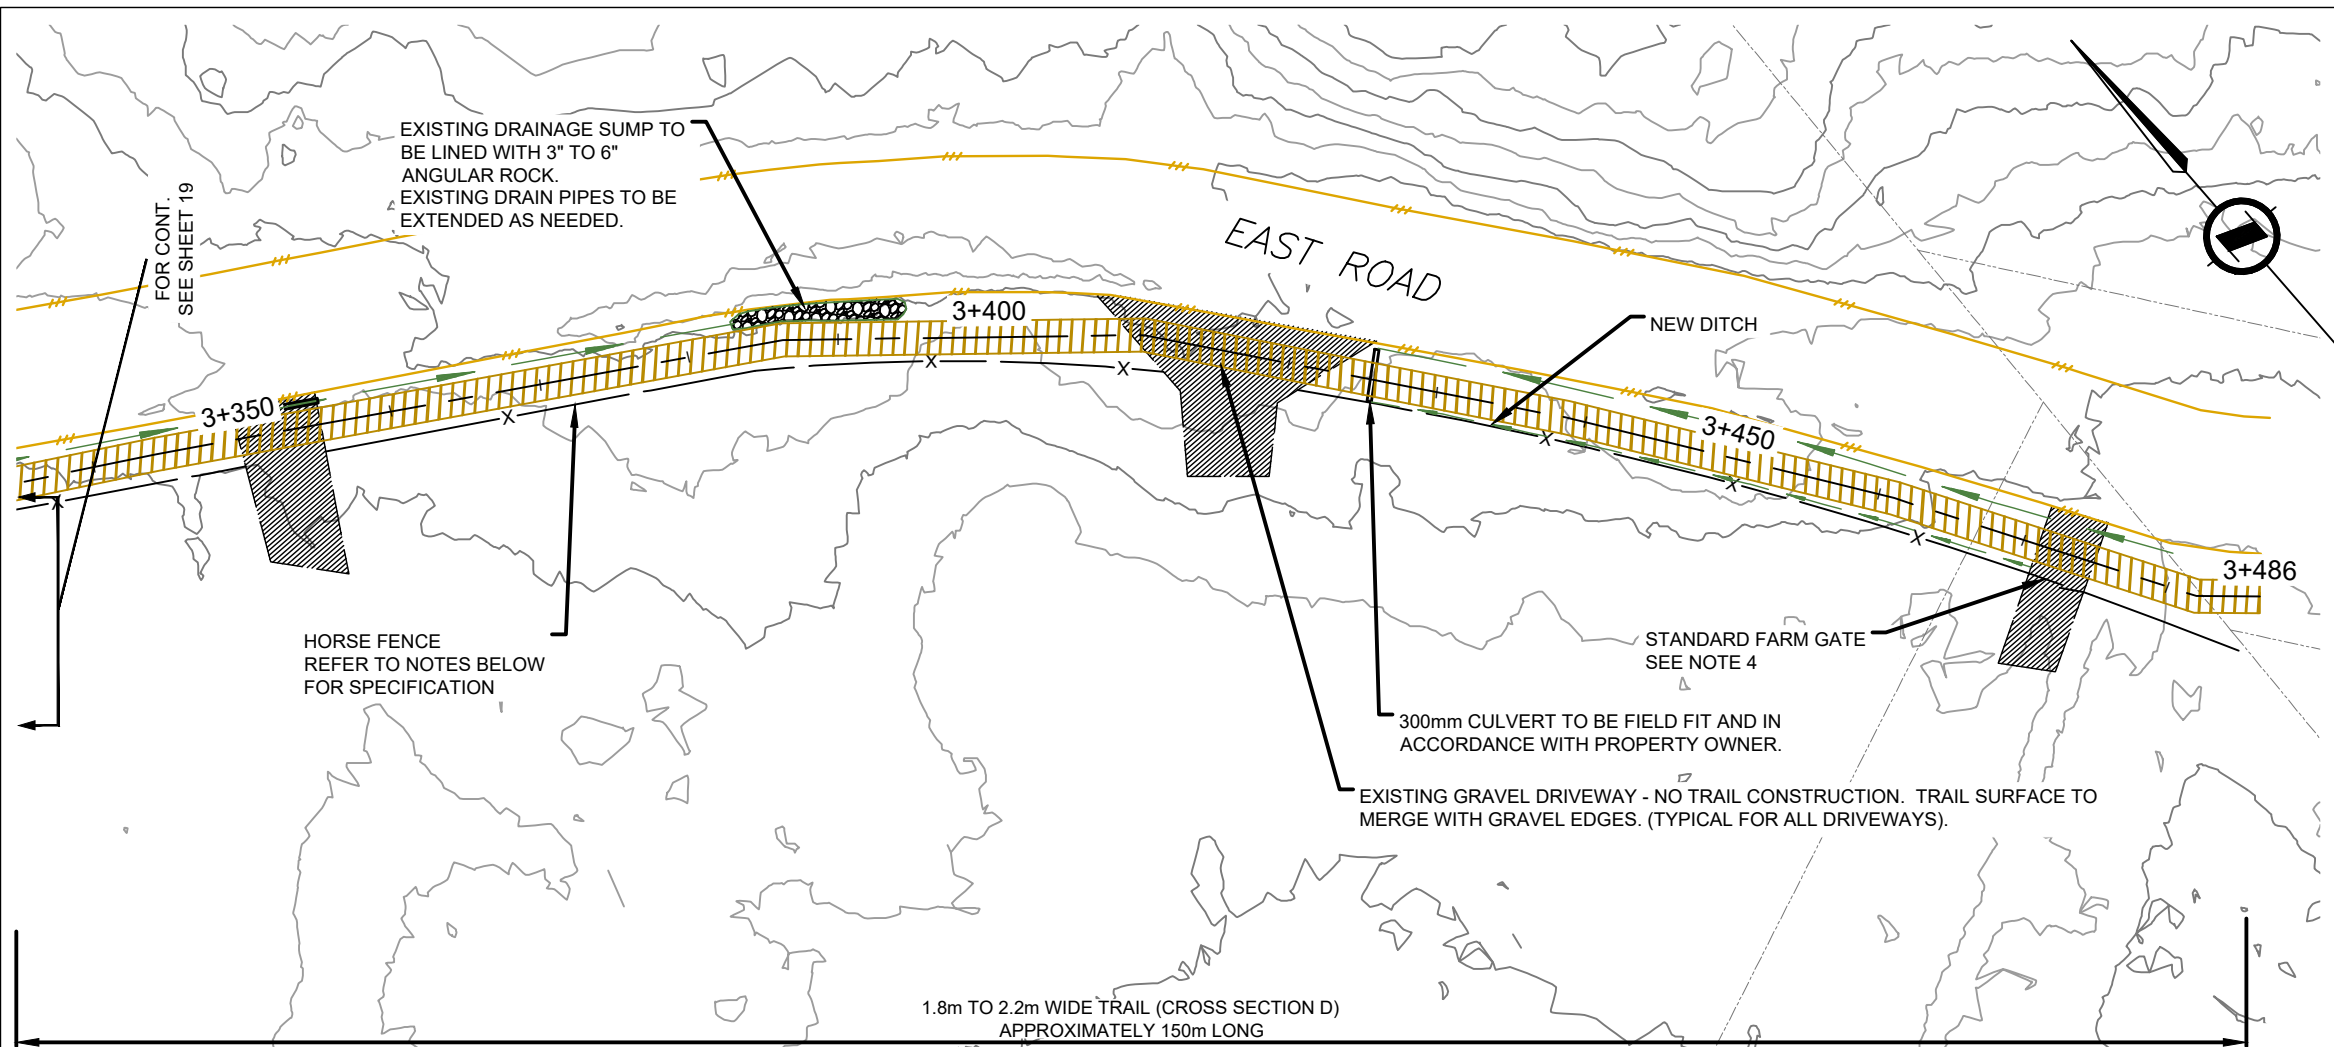 EXISTING DRAINAGE SUMP TO
BE LINED WITH 3" TO 6"
ANGULAR ROCK.
EXISTING DRAIN PIPES TO BE
EXTENDED AS NEEDED.
FOR CONT.
SEE SHEET 19
EAST ROAD
3+350
3+400
NEW DITCH
3+450
3+486
HORSE FENCE
REFER TO NOTES BELOW
FOR SPECIFICATION
STANDARD FARM GATE
SEE NOTE 4
300mm CULVERT TO BE FIELD FIT AND IN
ACCORDANCE WITH PROPERTY OWNER.
EXISTING GRAVEL DRIVEWAY - NO TRAIL CONSTRUCTION. TRAIL SURFACE TO
MERGE WITH GRAVEL EDGES. (TYPICAL FOR ALL DRIVEWAYS).
1.8m TO 2.2m WIDE TRAIL (CROSS SECTION D)
APPROXIMATELY 150m LONG